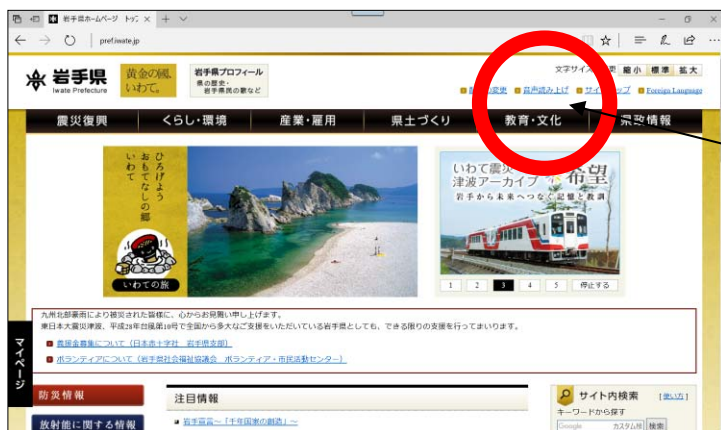 岩手県ホームページ トップ
pref.iwate.jp
岩手県
Iwate Prefecture
黄金の國、
いわて。
岩手県プロフィール
県の歴史・
岩手県民の歌など
文字サイ 更 縮小 標準 拡大
の変更 音声読み上げ サイ ップ Foreign Language
震災復興 くらし・環境 産業・雇用 県土づくり 教育・文化 県政情報
ひろげよう
おもてなしの郷
いわて
いわての旅
いわて震災
津波アーカイブ 希望
岩手から未来へつなぐ記憶と教訓
1 2 3 4 5 停止する
九州北部豪雨により被災された皆様に、心からお見舞い申し上げます。
東日本大震災津波、平成28年台風第10号で全国から多大なご支援をいただいている岩手県としても、できる限りの支援を行ってまいります。
義援金募集について（日本赤十字社 岩手県支部）
ボランティアについて（岩手県社会福祉協議会 ボランティア・市民活動センター）
マイページ
防災情報
放射能に関する情報
注目情報
岩手宣言～「千年国家の創造」～
サイト内検索 [使い方]
キーワードから探す
Google カスタム検 検索